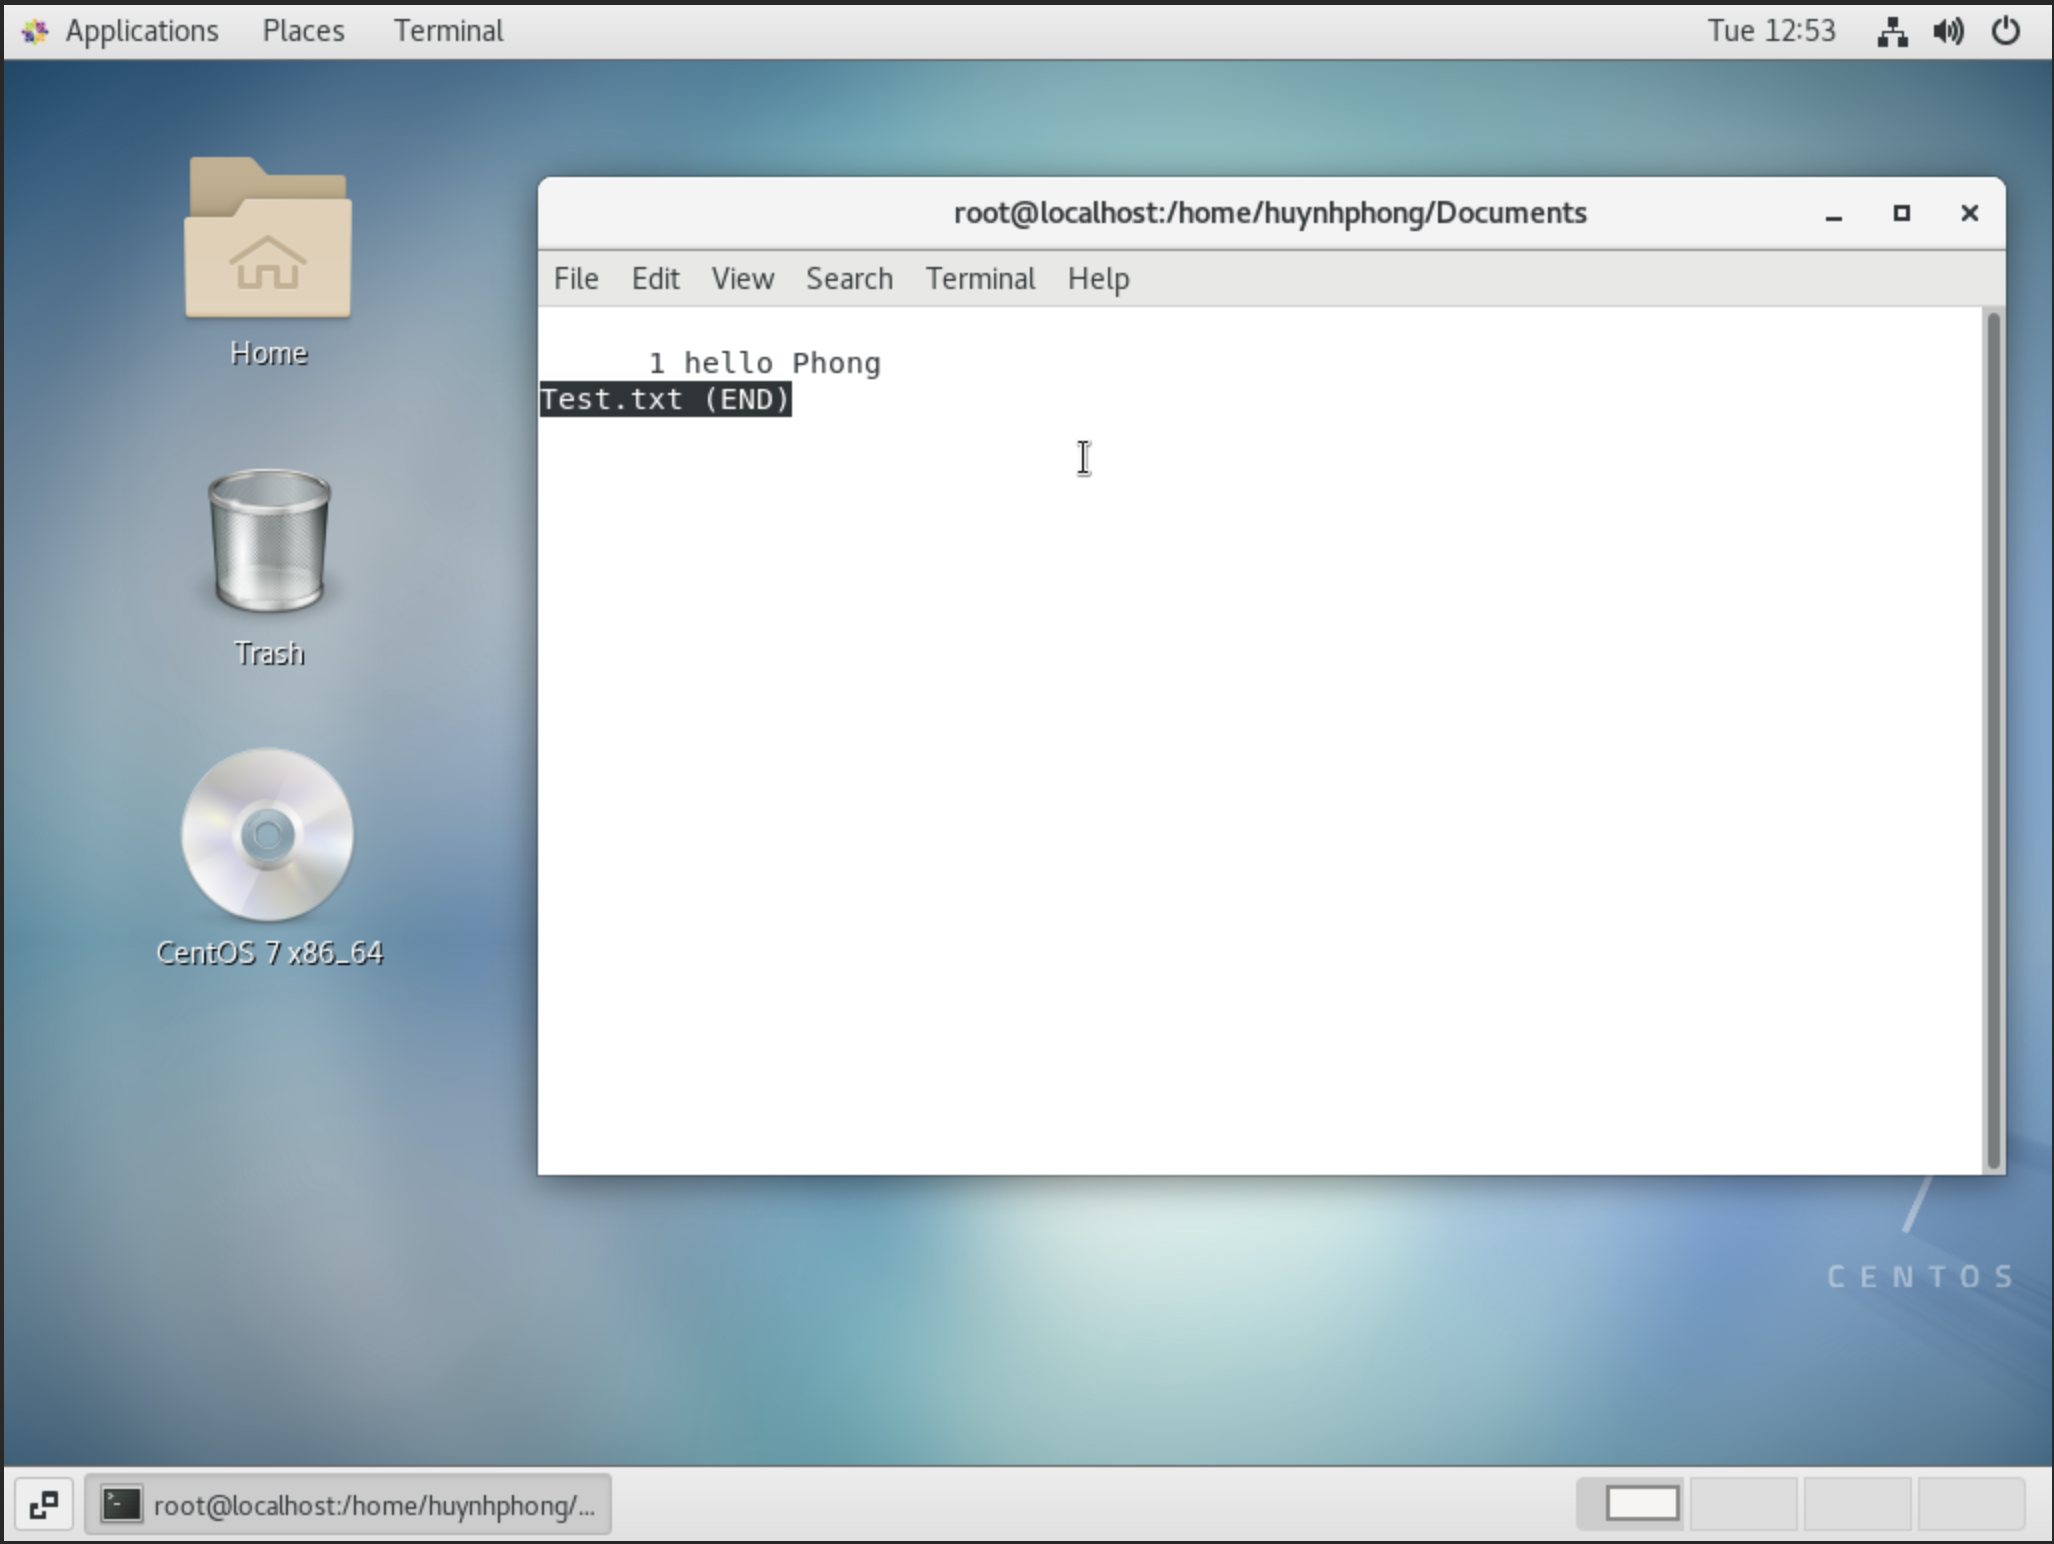 Applications Places Terminal Tue 12:53
Home
Trash
CentOS 7 x86_64
root@localhost:/home/huynhphong/Documents
File Edit View Search Terminal Help
1 hello Phong
Test.txt (END)
7
CENTOS
root@localhost:/home/huynhphong/...